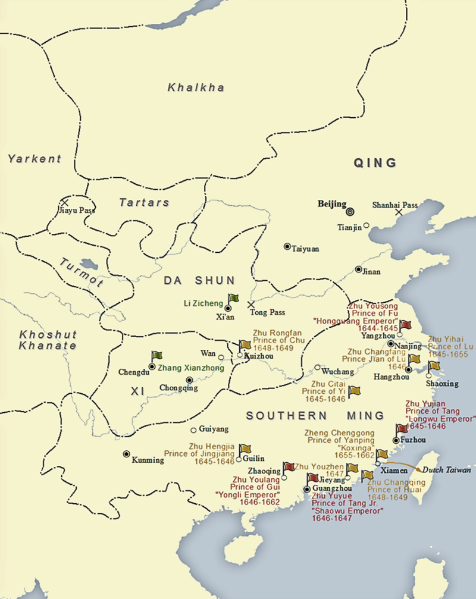 Khalkha
Yarkent
QING
Tartars
Beijing
Shanhai Pass
Jiayu Pass
Tianjin
Taiyuan
Turmot
Jinan
DA SHUN
Li Zicheng
Xi'an
Tong Pass
Zhu Yousong
Prince of Fu
"Hongguang Emperor"
1644-1645
Khoshut
Khanate
Yangzhou
Nanjing
Zhu Yihai
Prince of Lu
1645-1655
Zhu Rongfan
Prince of Chu
1648-1649
Wan
Kuizhou
Zhu Changfang
Prince Jian of Lu
1646
Chengdu
Zhang Xianzhong
Wuchang
Hangzhou
Shaoxing
XI
Chongqing
Zhu Citai
Prince of Yi
1645-1646
Zhu Yujian
Prince of Tang
"Longwu Emperor"
1645-1646
SOUTHERN MING
Guiyang
Zheng Chenggong
Prince of Yanping
"Koxinga"
1655-1662
Fuzhou
Kunming
Zhu Hengjia
Prince of Jingjiang
1645-1646
Guilin
Zhaoqing
Zhu Youzhen
1647
Xiamen
Dutch Taiwan
Zhu Youlang
Prince of Gui
"Yongli Emperor"
1646-1662
Jieyang
Guangzhou
Zhu Changqing
Prince of Huai
1648-1649
Zhu Yuyue
Prince of Tang Jr.
"Shaowu Emperor"
1646-1647